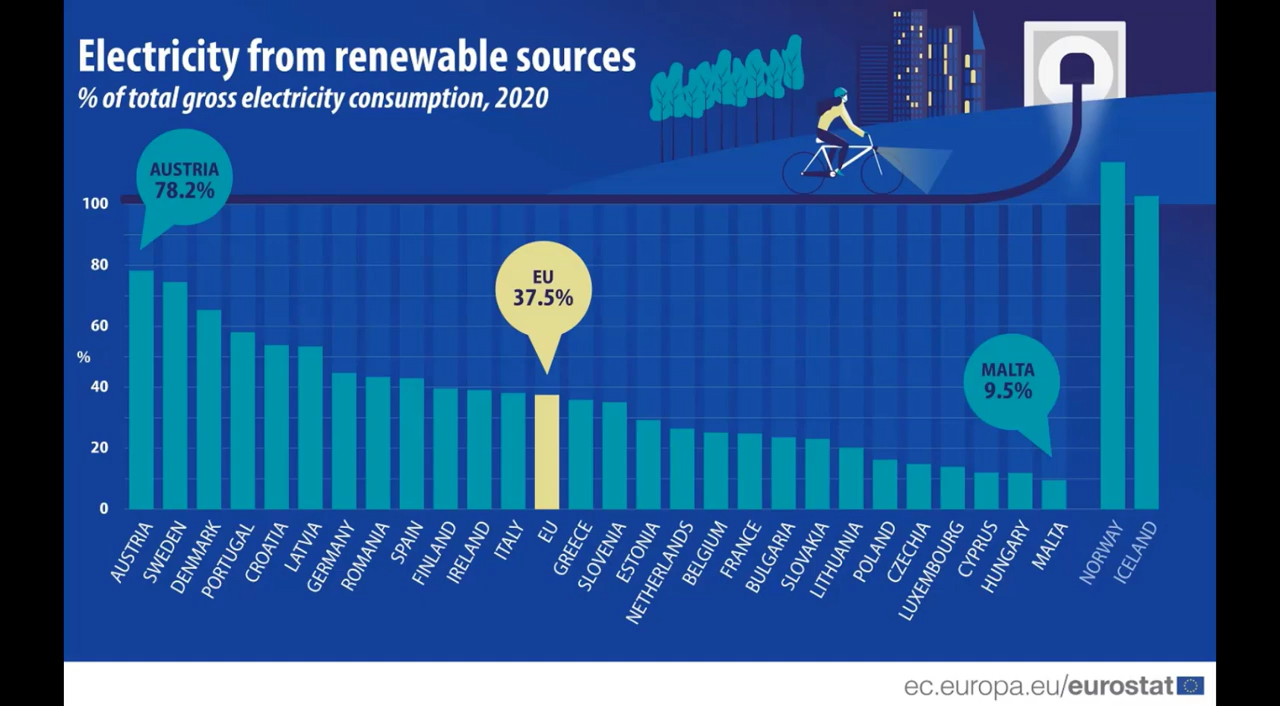 Electricity from renewable sources
% of total gross electricity consumption, 2020
AUSTRIA
78.2%
EU
37.5%
MALTA
9.5%
100
80
60
%
40
20
0
AUSTRIA
SWEDEN
DENMARK
PORTUGAL
CROATIA
LATVIA
GERMANY
ROMANIA
SPAIN
FINLAND
IRELAND
ITALY
EU
GREECE
SLOVENIA
ESTONIA
NETHERLANDS
BELGIUM
FRANCE
BULGARIA
SLOVAKIA
LITHUANIA
POLAND
CZECHIA
LUXEMBOURG
CYPRUS
HUNGARY
MALTA
NORWAY
ICELAND
ec.europa.eu/eurostat